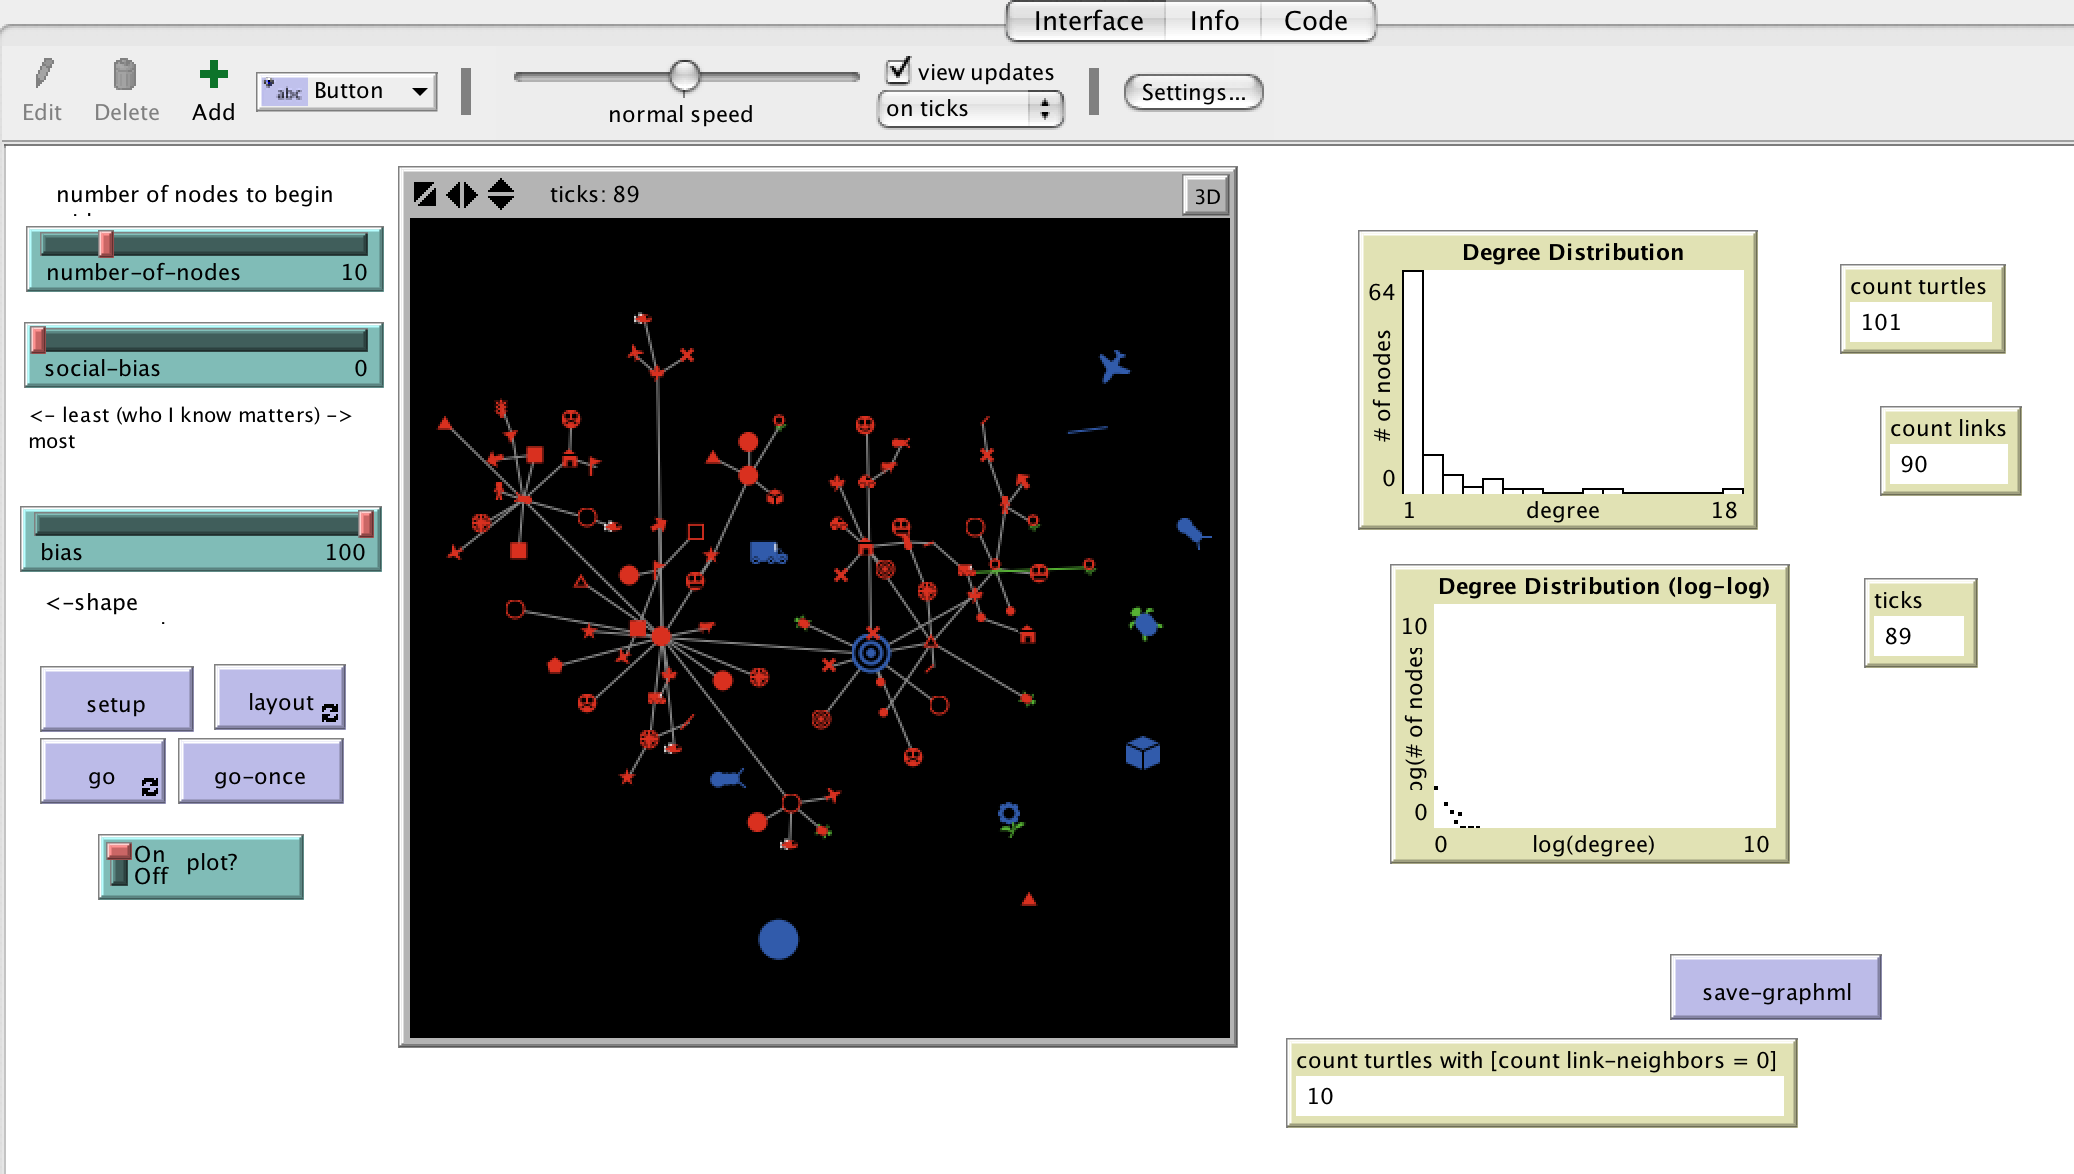 Interface Info Code
Edit Delete Add abc Button normal speed view updates on ticks Settings...
number of nodes to begin
number-of-nodes 10
social-bias 0
<- least (who I know matters) ->
most
bias 100
<-shape
setup layout
go go-once
On
Off
plot?
ticks: 89 3D
Degree Distribution
64
# of nodes
0
1 degree 18
Degree Distribution (log-log)
10
(# of nodes
0
0 log(degree) 10
count turtles
101
count links
90
ticks
89
save-graphml
count turtles with [count link-neighbors = 0]
10